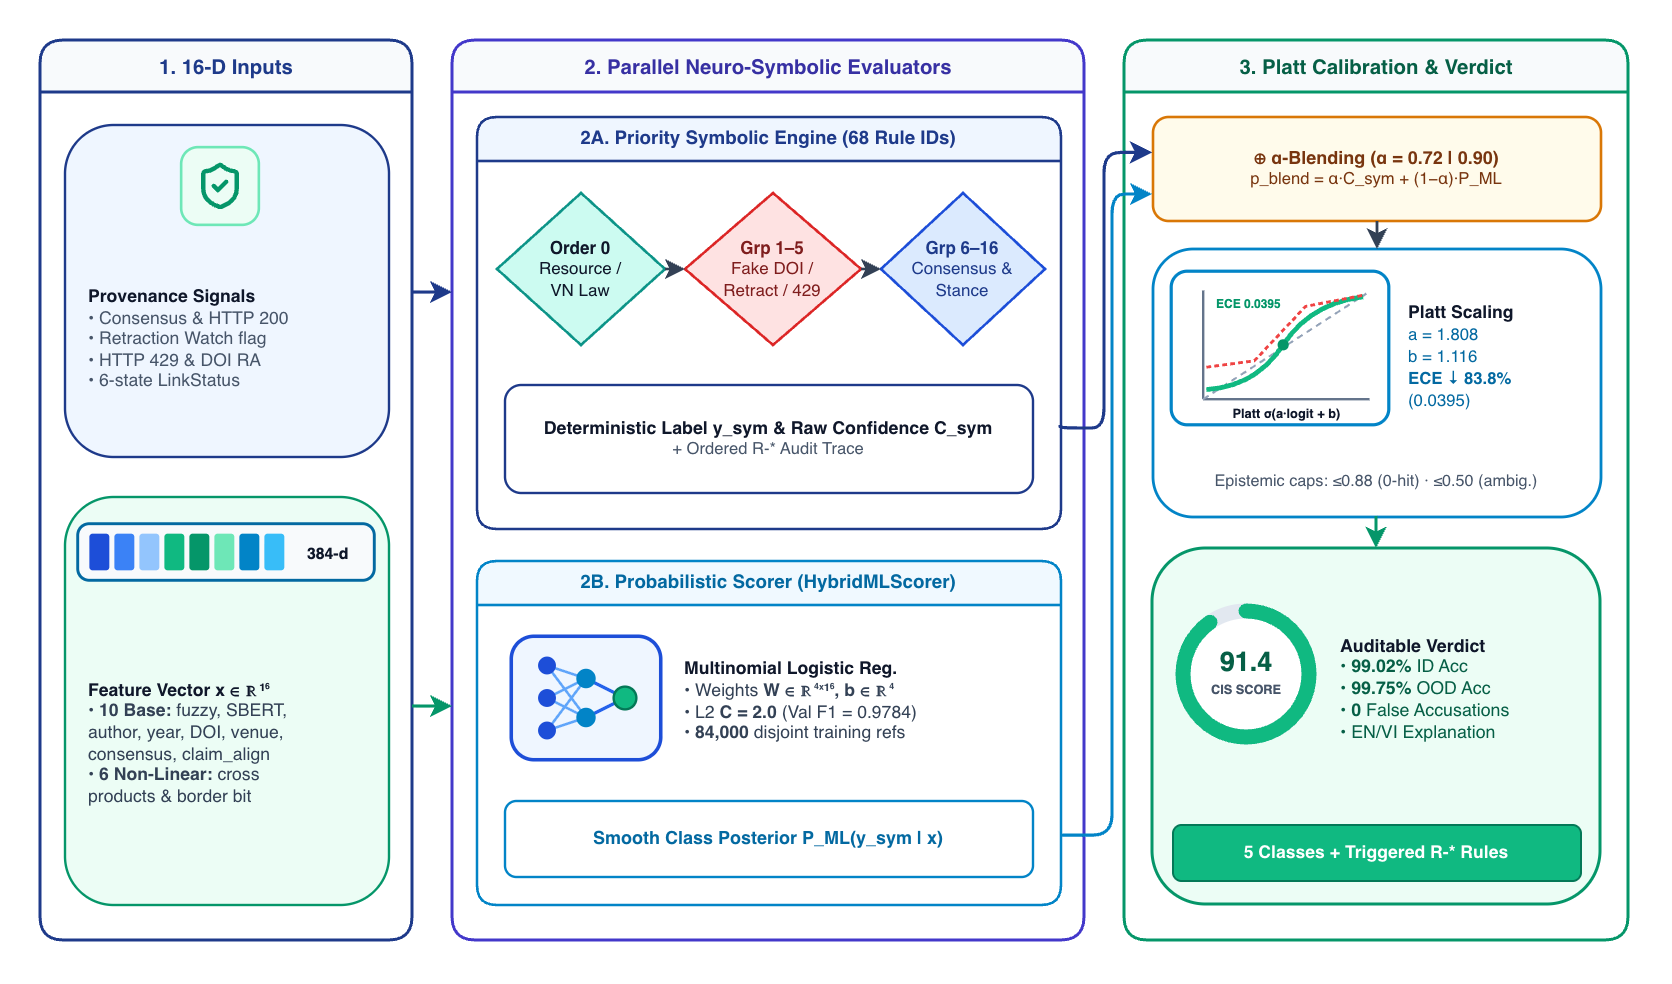 1. 16-D Inputs
Provenance Signals
• Consensus & HTTP 200
• Retraction Watch flag
• HTTP 429 & DOI RA
• 6-state LinkStatus
384-d
Feature Vector x ∈ ℝ¹⁶
• 10 Base: fuzzy, SBERT,
author, year, DOI, venue,
consensus, claim_align
• 6 Non-Linear: cross
products & border bit
2. Parallel Neuro-Symbolic Evaluators
2A. Priority Symbolic Engine (68 Rule IDs)
Order 0
Resource /
VN Law
Grp 1–5
Fake DOI /
Retract / 429
Grp 6–16
Consensus &
Stance
Deterministic Label y_sym & Raw Confidence C_sym
+ Ordered R-* Audit Trace
2B. Probabilistic Scorer (HybridMLScorer)
Multinomial Logistic Reg.
• Weights W ∈ ℝ⁴ˣ¹⁶, b ∈ ℝ⁴
• L2 C = 2.0 (Val F1 = 0.9784)
• 84,000 disjoint training refs
Smooth Class Posterior P_ML(y_sym | x)
3. Platt Calibration & Verdict
⊕ α-Blending (α = 0.72 | 0.90)
p_blend = α·C_sym + (1−α)·P_ML
ECE 0.0395
Platt σ(a·logit + b)
Platt Scaling
a = 1.808
b = 1.116
ECE ↓ 83.8%
(0.0395)
Epistemic caps: ≤0.88 (0-hit) · ≤0.50 (ambig.)
91.4
CIS SCORE
Auditable Verdict
• 99.02% ID Acc
• 99.75% OOD Acc
• 0 False Accusations
• EN/VI Explanation
5 Classes + Triggered R-* Rules